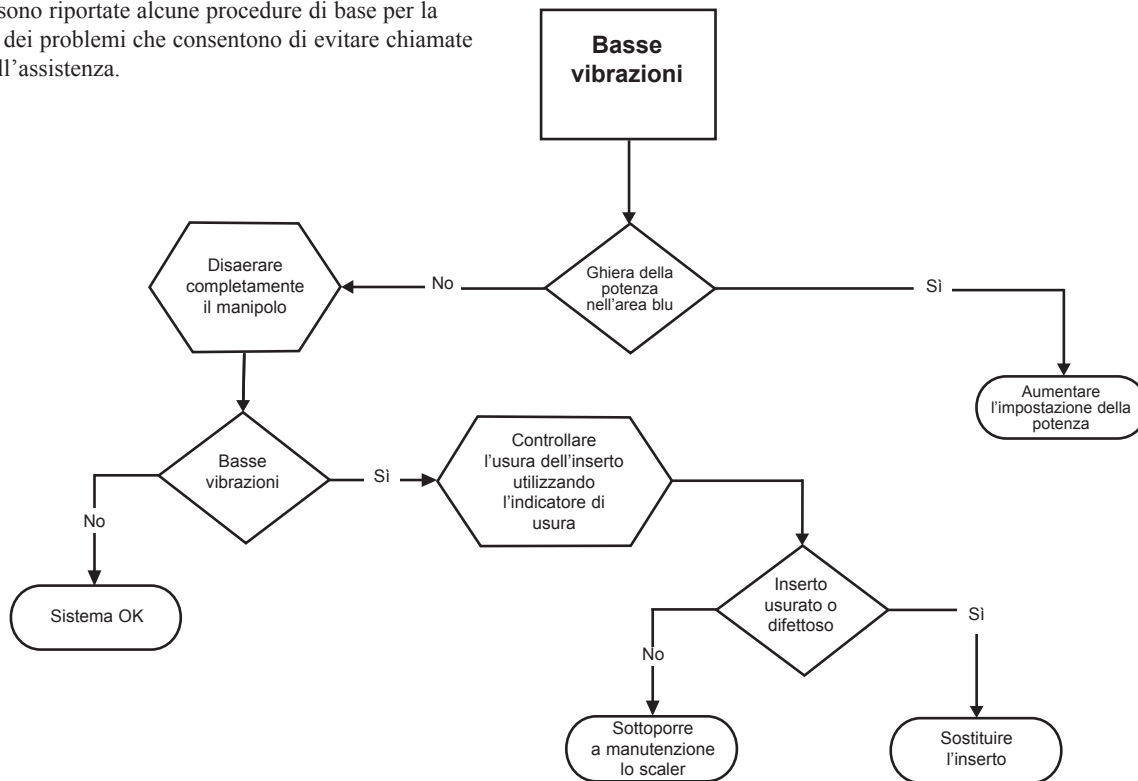 sono riportate alcune procedure di base per la
dei problemi che consentono di evitare chiamate
ll’assistenza.
Basse
vibrazioni
Ghiera della
potenza
nell’area blu
No
Sì
Disaerare
completamente
il manipolo
Aumentare
l’impostazione della
potenza
Basse
vibrazioni
Sì
Controllare
l’usura dell’inserto
utilizzando
l’indicatore di
usura
No
Sistema OK
Inserto
usurato o
difettoso
No
Sì
Sottoporre
a manutenzione
lo scaler
Sostituire
l’inserto